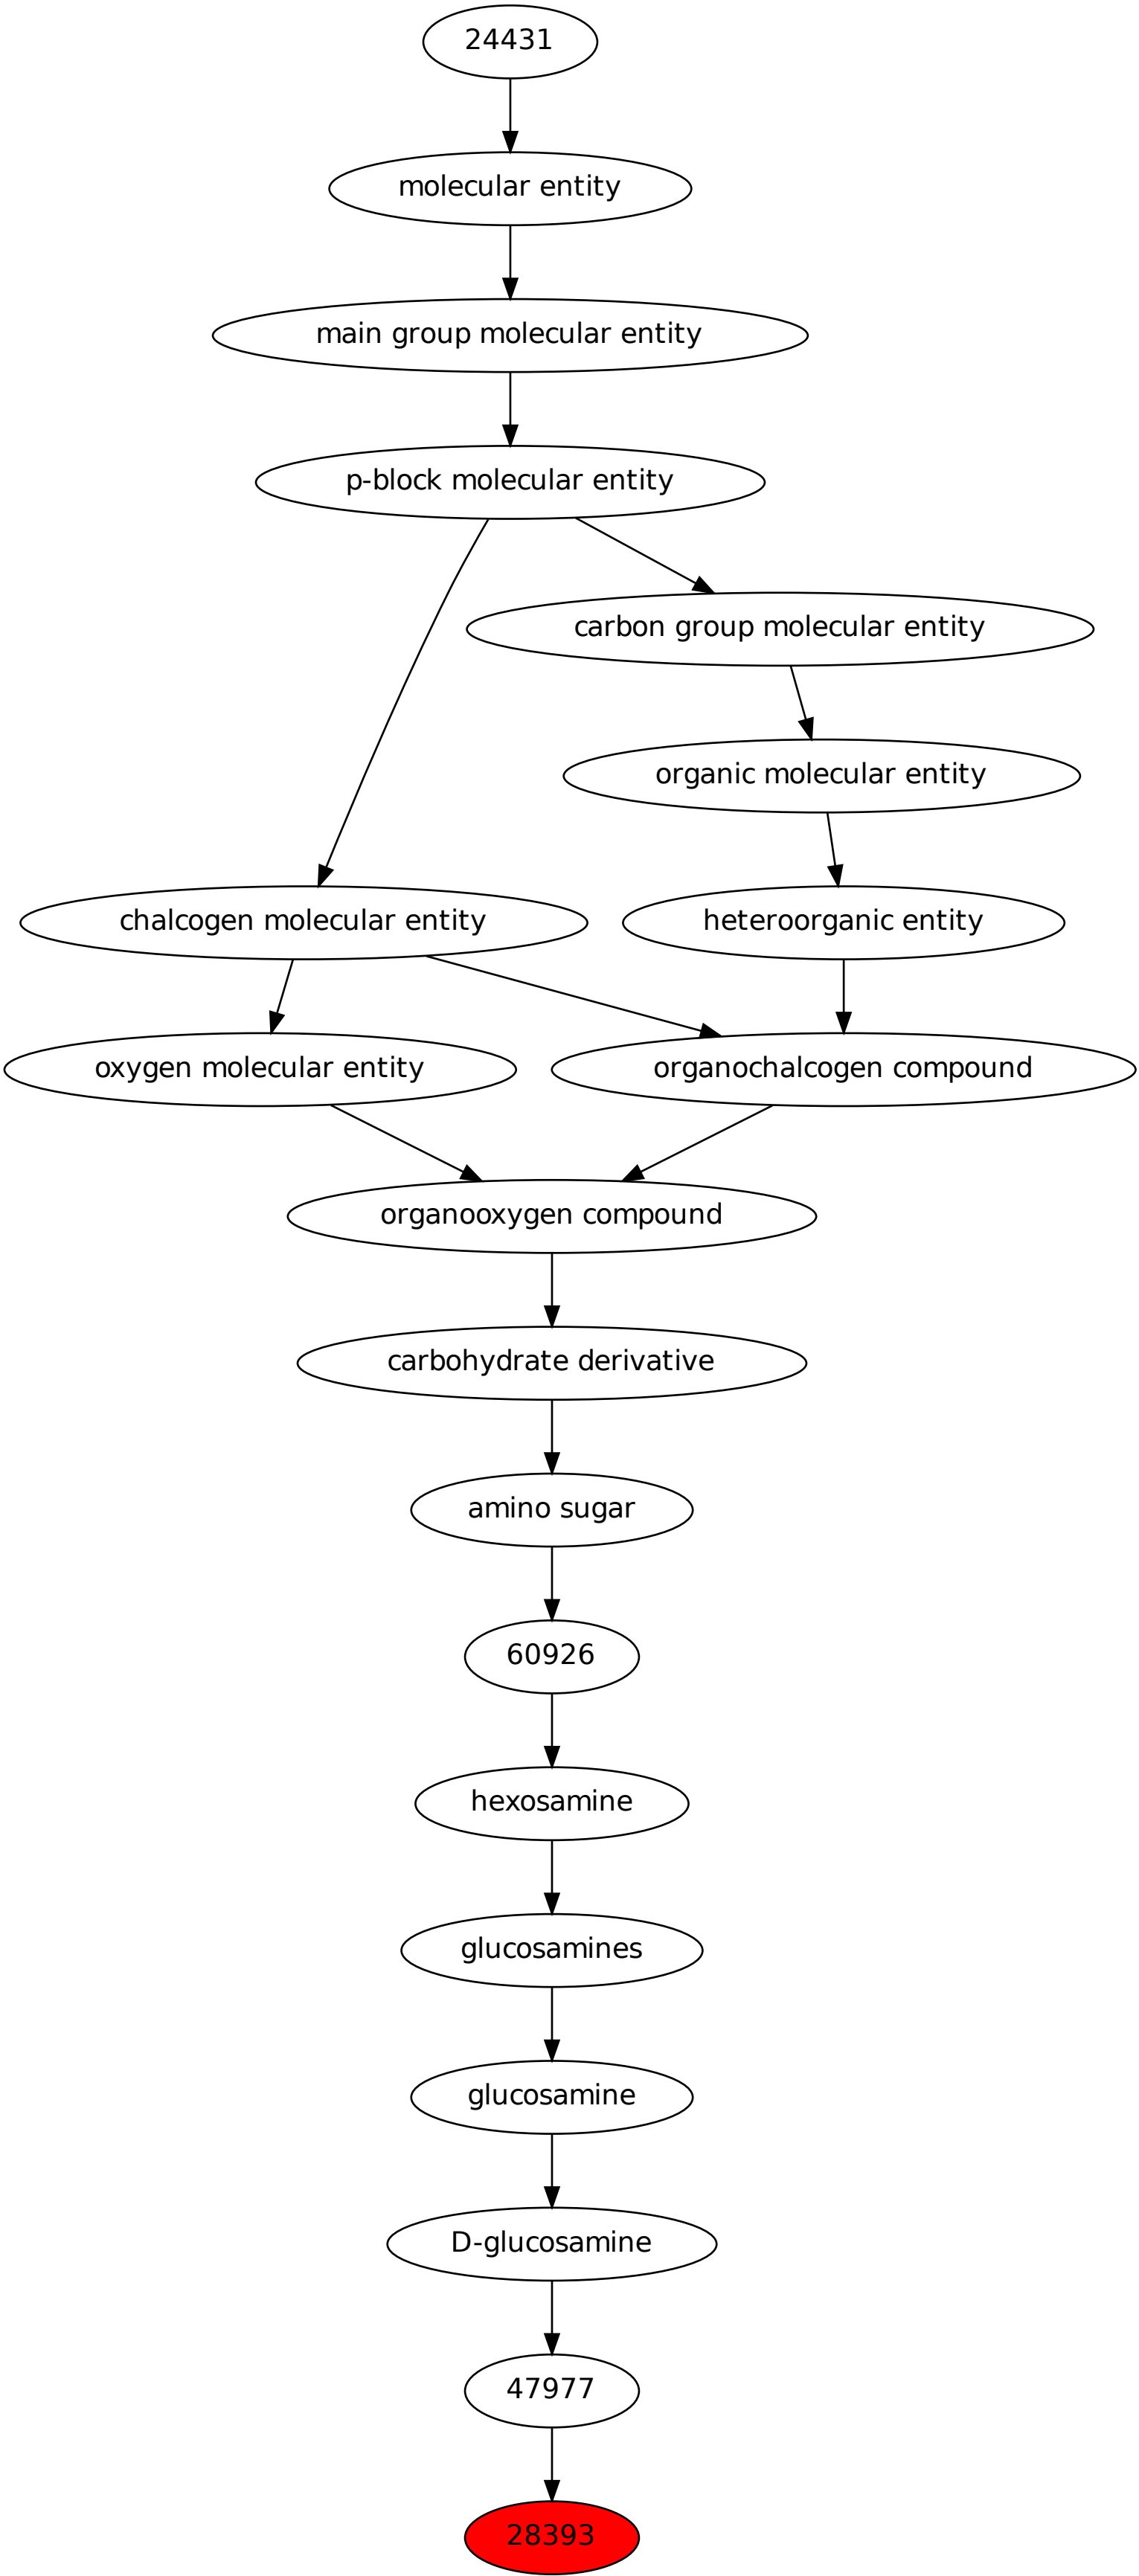 24431
molecular entity
main group molecular entity
p-block molecular entity
carbon group molecular entity
organic molecular entity
chalcogen molecular entity
heteroorganic entity
oxygen molecular entity
organochalcogen compound
organooxygen compound
carbohydrate derivative
amino sugar
60926
hexosamine
glucosamines
glucosamine
D-glucosamine
47977
28393